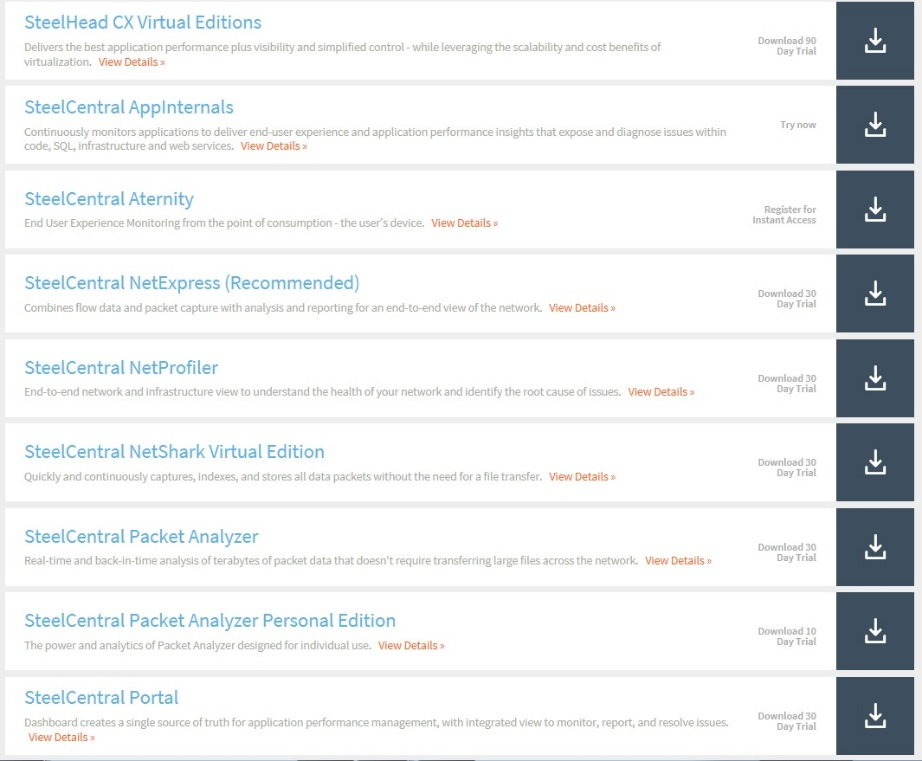 SteelHead CX Virtual Editions
Delivers the best application performance plus visibility and simplified control - while leveraging the scalability and cost benefits of
virtualization. View Details »
Download 90
Day Trial
SteelCentral AppInternals
Continuously monitors applications to deliver end-user experience and application performance insights that expose and diagnose issues within
code, SQL, infrastructure and web services. View Details »
Try now
SteelCentral Aternity
End User Experience Monitoring from the point of consumption - the user's device. View Details »
Register for
Instant Access
SteelCentral NetExpress (Recommended)
Combines flow data and packet capture with analysis and reporting for an end-to-end view of the network. View Details »
Download 30
Day Trial
SteelCentral NetProfiler
End-to-end network and infrastructure view to understand the health of your network and identify the root cause of issues. View Details »
Download 30
Day Trial
SteelCentral NetShark Virtual Edition
Quickly and continuously captures, indexes, and stores all data packets without the need for a file transfer. View Details »
Download 30
Day Trial
SteelCentral Packet Analyzer
Real-time and back-in-time analysis of terabytes of packet data that doesn't require transferring large files across the network. View Details »
Download 30
Day Trial
SteelCentral Packet Analyzer Personal Edition
The power and analytics of Packet Analyzer designed for individual use. View Details »
Download 10
Day Trial
SteelCentral Portal
Dashboard creates a single source of truth for application performance management, with integrated view to monitor, report, and resolve issues.
View Details »
Download 30
Day Trial